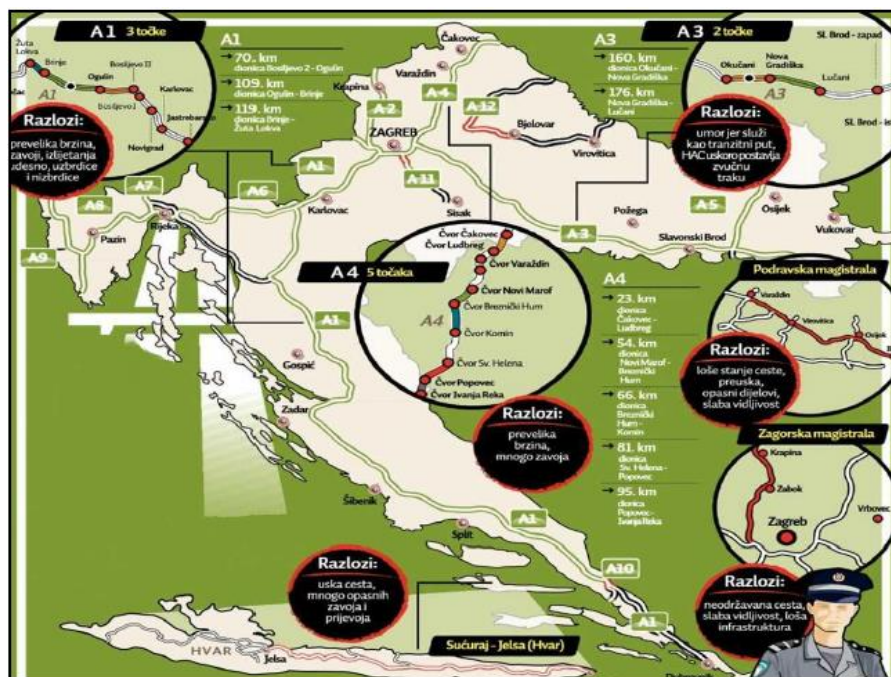 A1 3 točke
Žuta
Lokva
Brinje
Bosiljevo II
Ogulin
Karlovac
A1
Bosiljevo I
Jastrebarsko
Novigrad
Razlozi:
prevelika brzina,
zavoji, izlijetanja
udesno, uzbrdice
i nizbrdice
A1
70. km
dionica Bosiljevo 2 - Ogulin
109. km
dionica Ogulin - Brinje
119. km
dionica Brinje -
Žuta Lokva
A3
160. km
dionica Okučani -
Nova Gradiška
176. km
Nova Gradiška -
Lučani
A3 2 točke
Sl. Brod - zapad
Okučani
Nova
Gradiška
A3
Lučani
Sl. Brod - is
Razlozi:
umor jer služi
kao tranzitni put,
HAC uskoro postavlja
zvučnu
traku
Čakovec
Varaždin
Krapina
A2
A4
A12
ZAGREB
Bjelovar
Virovitica
A1
A11
A7
A6
A8
Rijeka
Karlovac
Sisak
Požega
A5
Osijek
Pazin
A9
A3
Slavonski Brod
Vukovar
A4 5 točaka
Čvor Čakovec
Čvor Ludbreg
Čvor Varaždin
Čvor Novi Marof
Čvor Breznički Hum
A4
Čvor Komin
Čvor Sv. Helena
Čvor Popovec
Čvor Ivanja Reka
Razlozi:
prevelika
brzina,
mnogo zavoja
A4
23. km
dionica
Čakovec -
Ludbreg
54. km
dionica
Novi Marof -
Breznički
Hum
66. km
dionica
Breznički
Hum -
Komin
81. km
dionica
Sv. Helena -
Popovec
95. km
dionica
Popovec -
Ivanja Reka
Podravska magistrala
Varaždin
Virovitica
Osijek
Razlozi:
loše stanje ceste,
preuska,
opasni dijelovi,
slaba vidljivost
Zagorska magistrala
Krapina
Zabok
Vrbovec
Zagreb
Razlozi:
neodržavana cesta,
slaba vidljivost, loša
infrastruktura
A1
Gospić
Zadar
Šibenik
Split
A1
A10
A1
Razlozi:
uska cesta,
mnogo opasnih
zavoja i
prijevoja
HVAR
Jelsa
Sućuraj - Jelsa (Hvar)